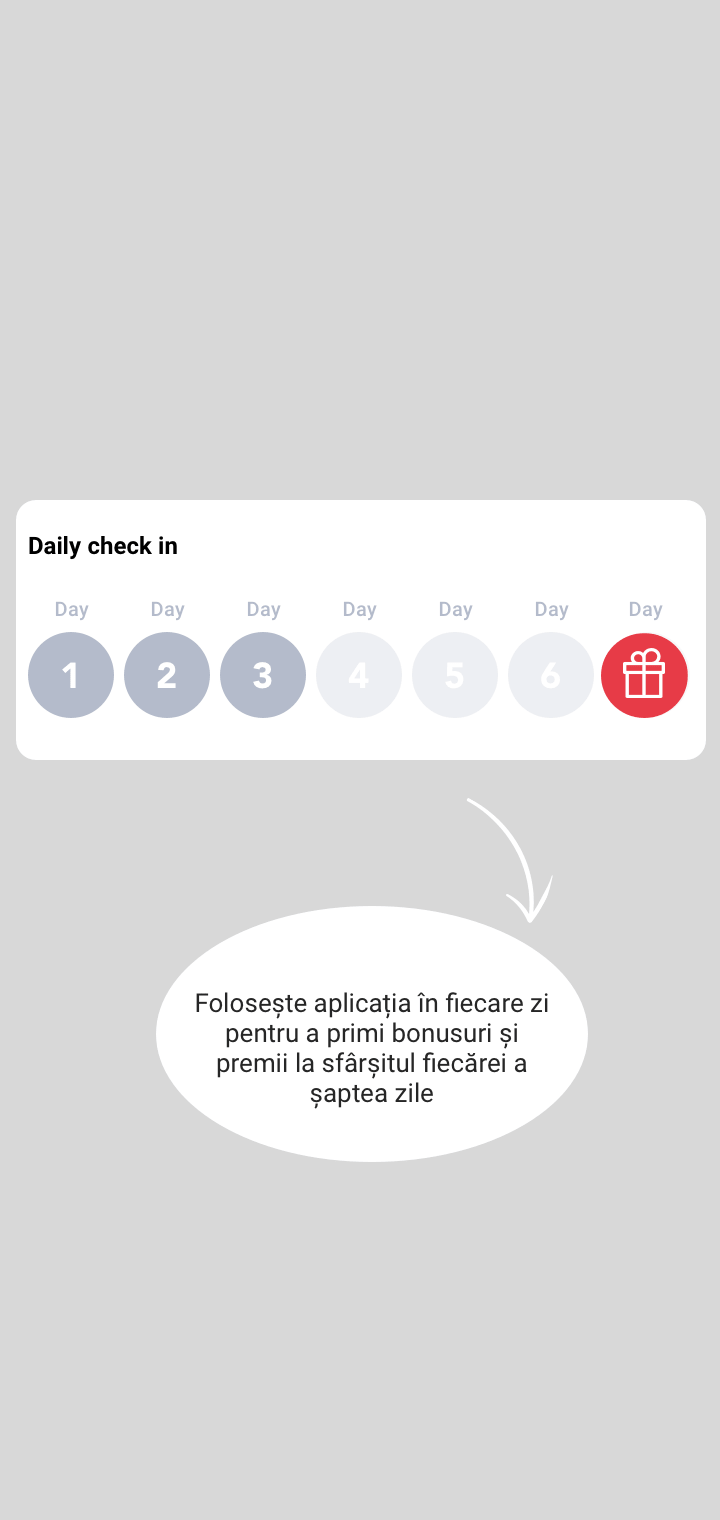 Daily check in
Day Day Day Day Day Day Day
1 2 3 4 5 6
Folosește aplicația în fiecare zi
pentru a primi bonusuri și
premii la sfârșitul fiecărei a
șaptea zile